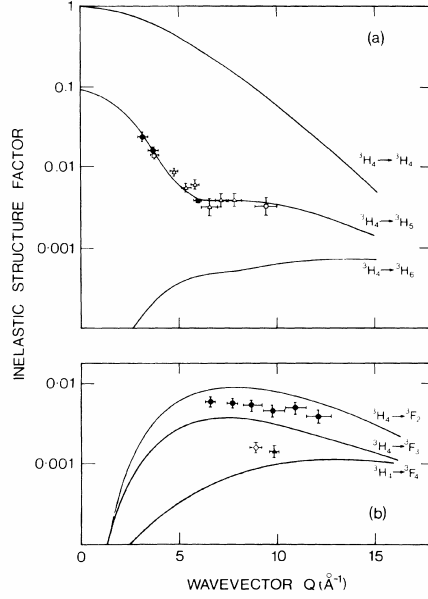 1
(a)
0·1
³H₄→³H₄
0·01
³H₄→³H₅
0·001
³H₄→³H₆
INELASTIC STRUCTURE FACTOR
0·01
³H₄→³F₂
³H₄→³F₃
0·001
³H₄→³F₄
(b)
0 5 10 15
WAVEVECTOR Q(Å⁻¹)